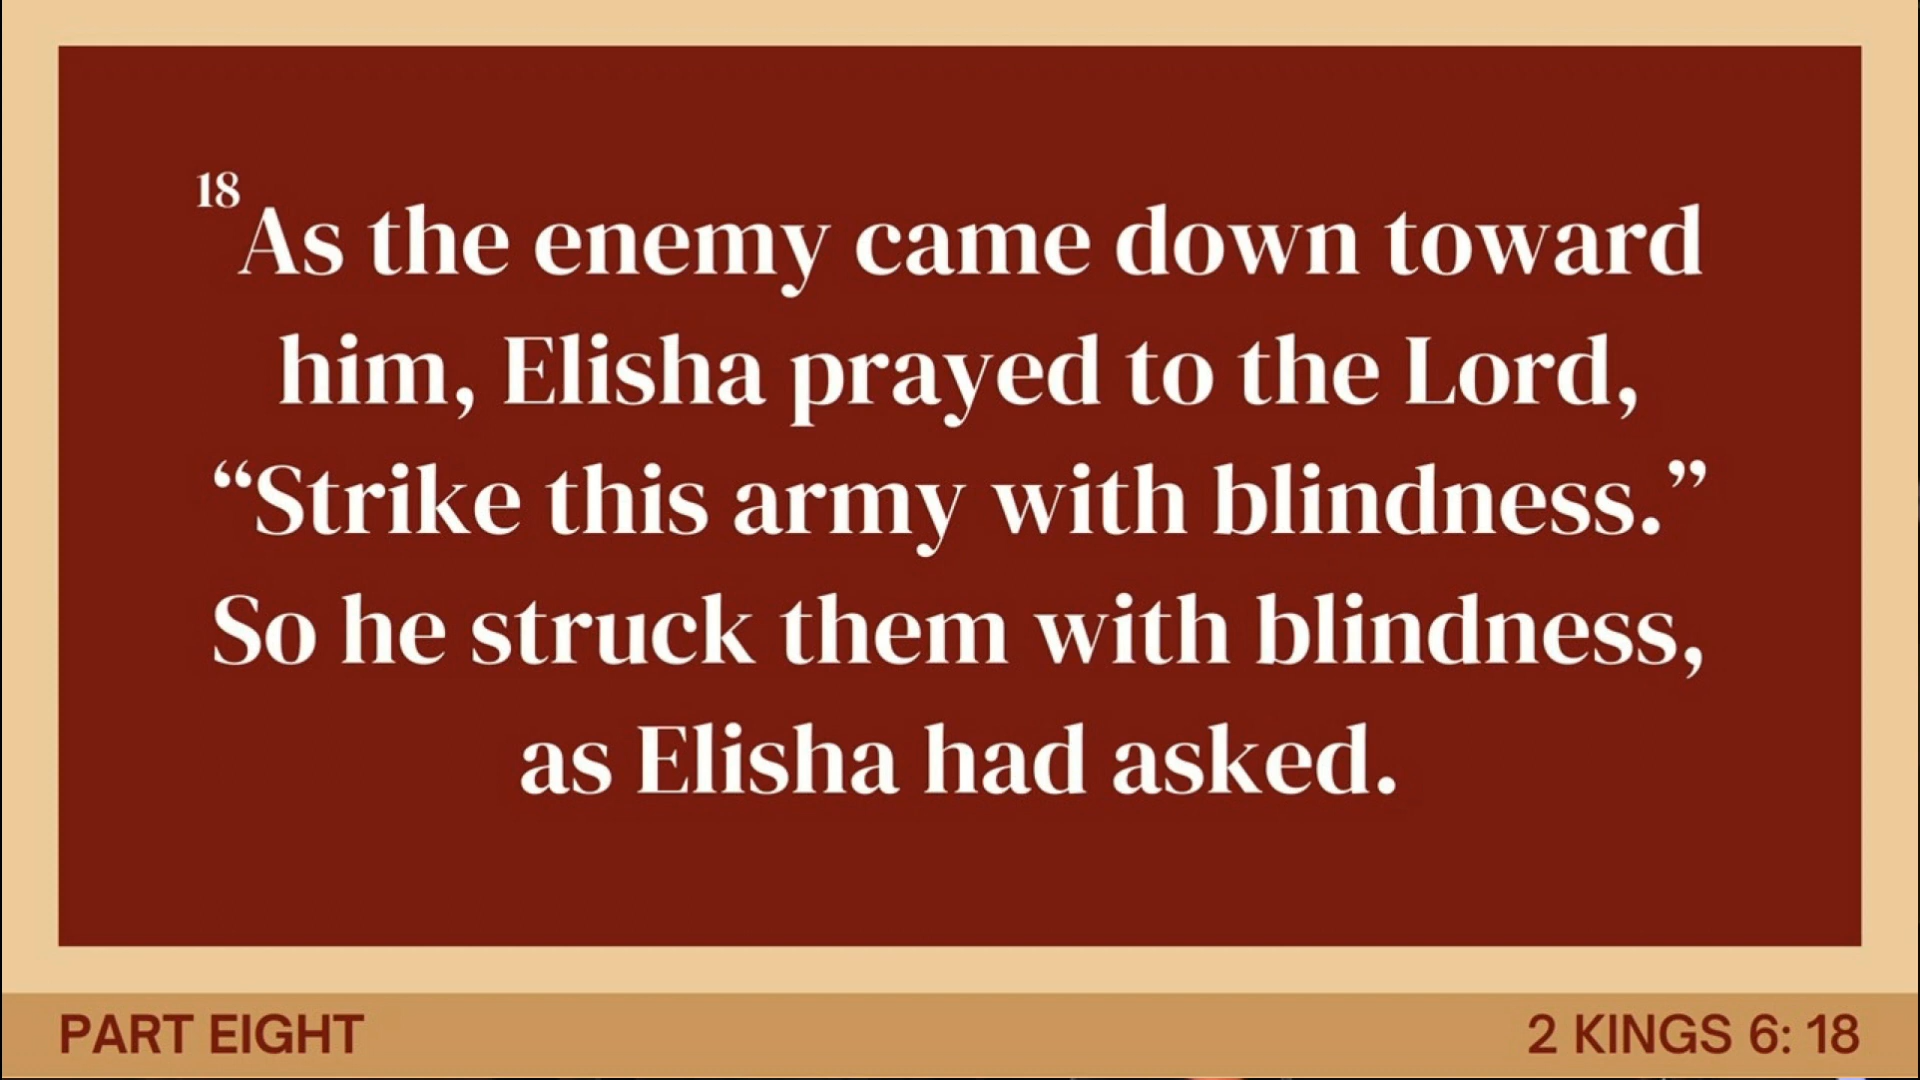 18 As the enemy came down toward
him, Elisha prayed to the Lord,
“Strike this army with blindness.”
So he struck them with blindness,
as Elisha had asked.
PART EIGHT
2 KINGS 6: 18